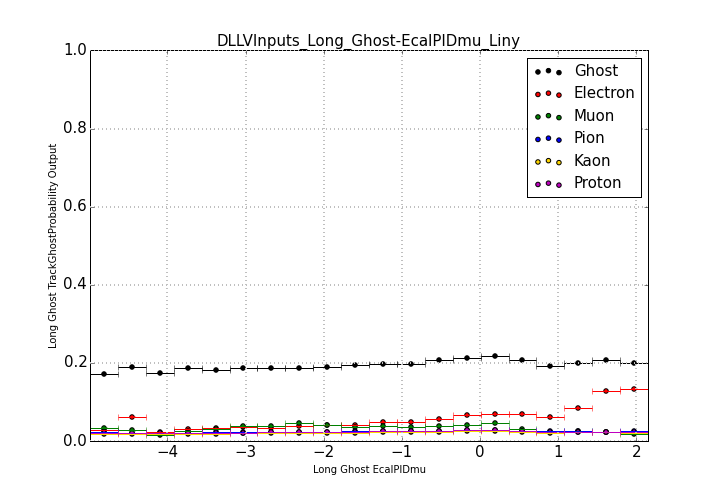 DLLVInputs_Long_Ghost-EcalPIDmu_Liny
1.0
0.8
0.6
0.4
0.2
0.0
Long Ghost TrackGhostProbability Output
Ghost
Electron
Muon
Pion
Kaon
Proton
−4 −3 −2 −1 0 1 2
Long Ghost EcalPIDmu